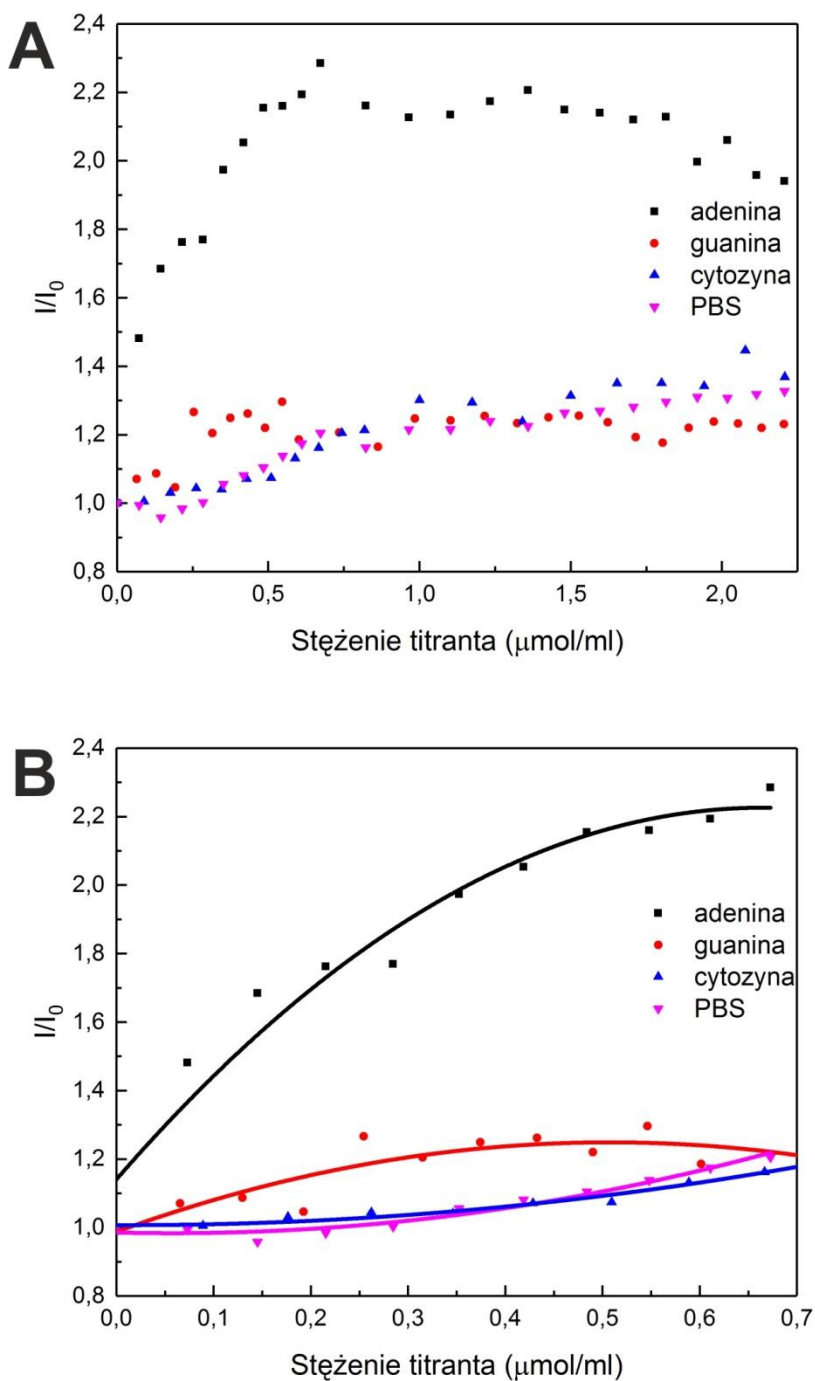 A
2,4
2,2
2,0
1,8
1,6
1,4
1,2
1,0
0,8
I/I0
adenina
guanina
cytozyna
PBS
0,0 0,5 1,0 1,5 2,0
Stężenie titranta (μmol/ml)
B
2,4
2,2
2,0
1,8
1,6
1,4
1,2
1,0
0,8
I/I0
adenina
guanina
cytozyna
PBS
0,0 0,1 0,2 0,3 0,4 0,5 0,6 0,7
Stężenie titranta (μmol/ml)